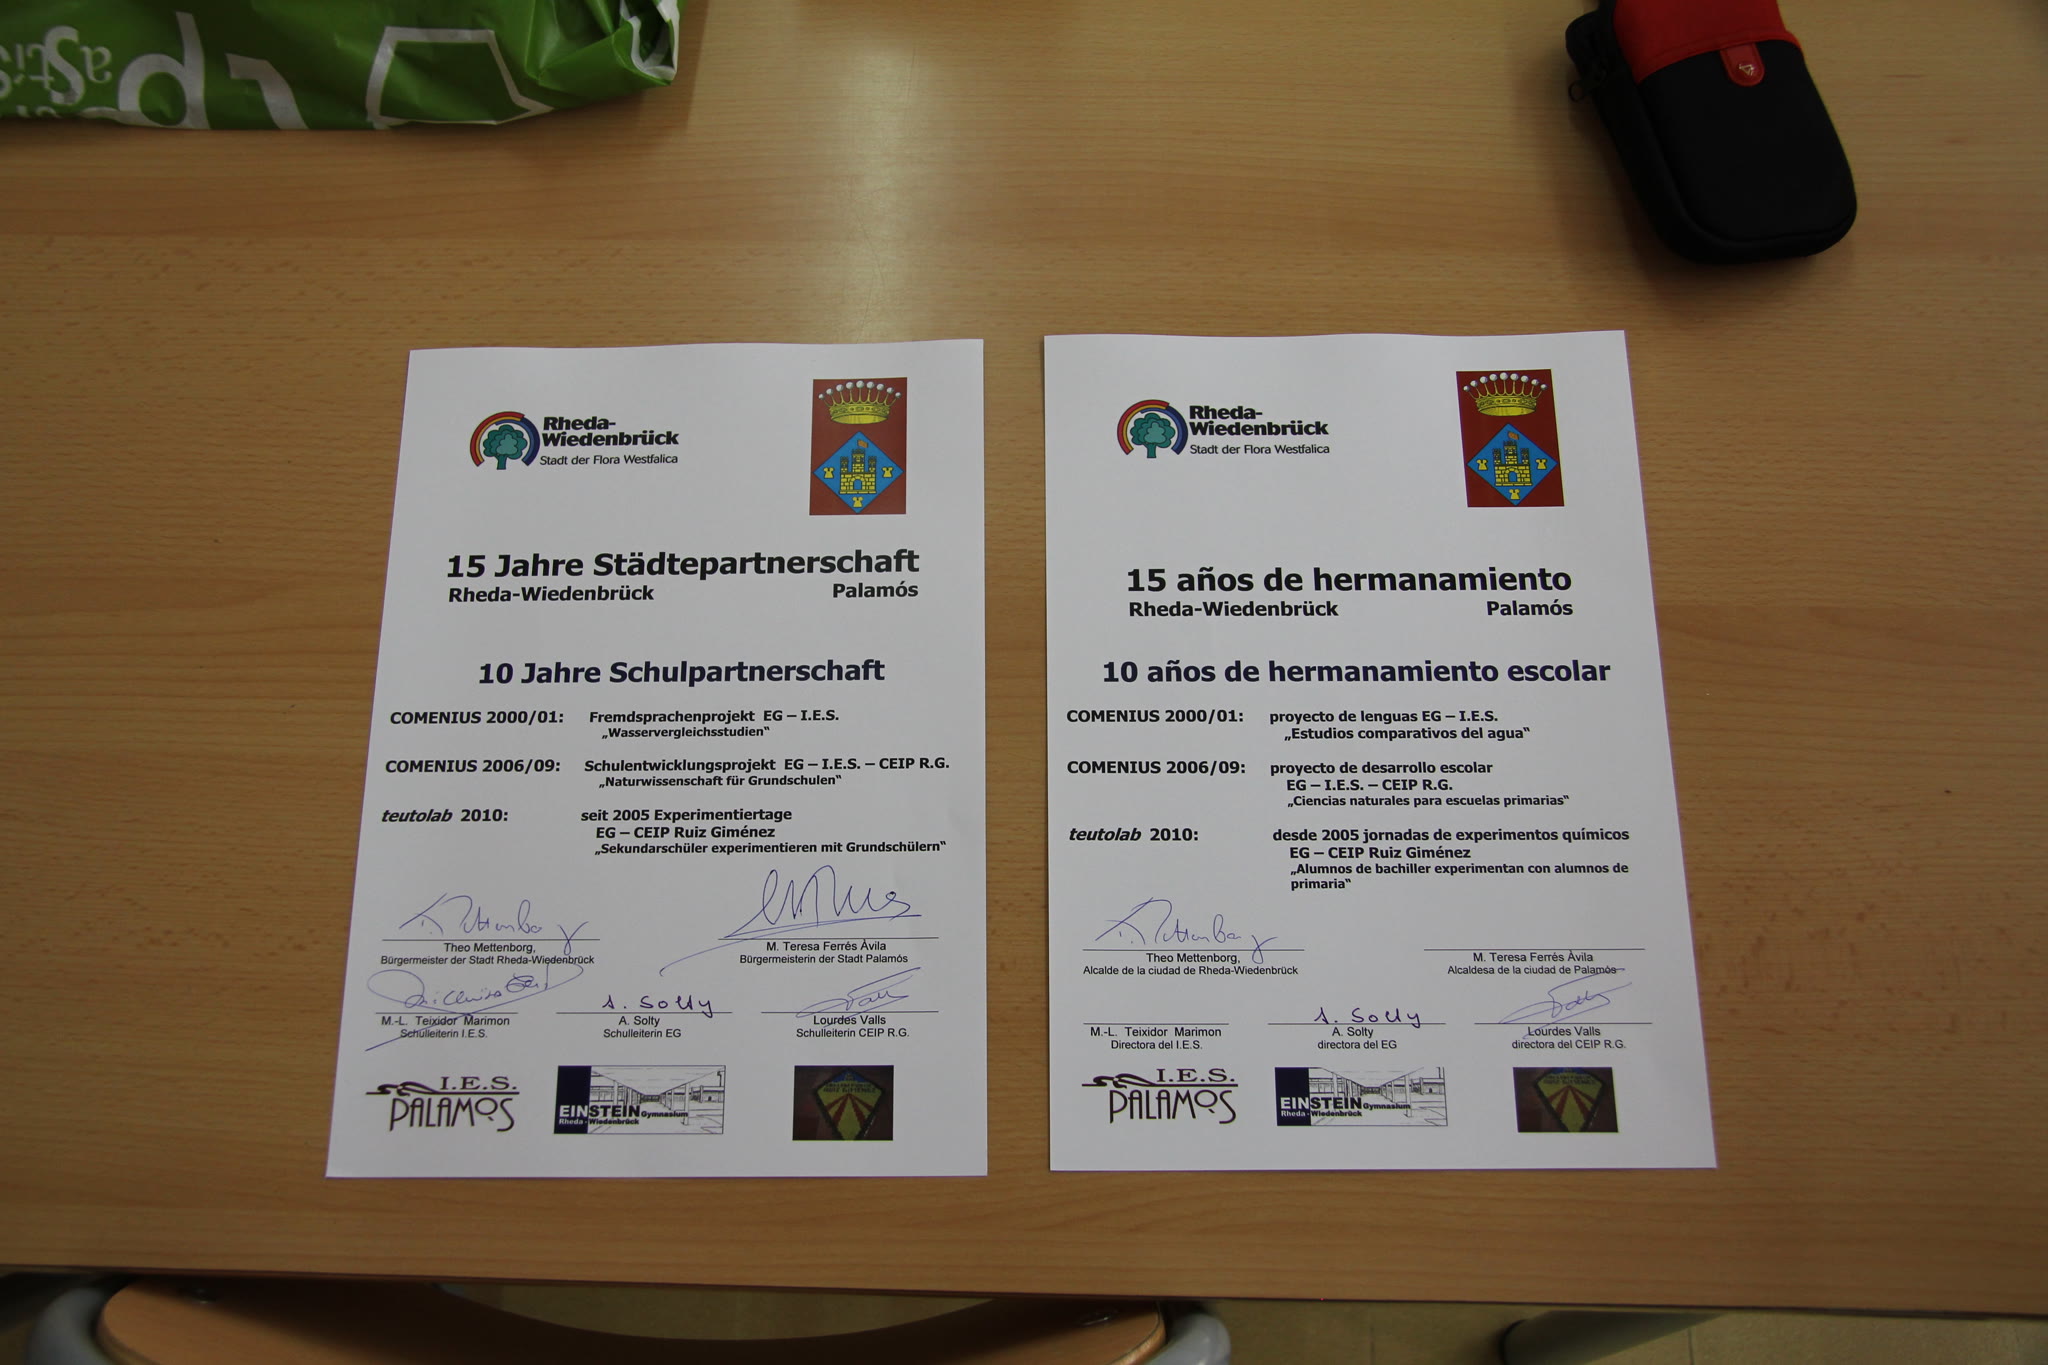 Rheda-
Wiedenbrück
Stadt der Flora Westfalica
15 Jahre Städtepartnerschaft
Rheda-Wiedenbrück Palamós
10 Jahre Schulpartnerschaft
COMENIUS 2000/01: Fremdsprachenprojekt EG – I.E.S.
„Wasservergleichsstudien“
COMENIUS 2006/09: Schulentwicklungsprojekt EG – I.E.S. – CEIP R.G.
„Naturwissenschaft für Grundschulen“
teutolab 2010: seit 2005 Experimentiertage
EG – CEIP Ruiz Giménez
„Sekundarschüler experimentieren mit Grundschülern“
Theo Mettenborg, M. Teresa Ferrés Àvila
Bürgermeister der Stadt Rheda-Wiedenbrück Bürgermeisterin der Stadt Palamós
A. Solty
M.-L. Teixidor Marimon A. Solty Lourdes Valls
Schulleiterin I.E.S. Schulleiterin EG Schulleiterin CEIP R.G.
I.E.S.
PALAMÓS
EINSTEIN Gymnasium
Rheda-Wiedenbrück
Rheda-
Wiedenbrück
Stadt der Flora Westfalica
15 años de hermanamiento
Rheda-Wiedenbrück Palamós
10 años de hermanamiento escolar
COMENIUS 2000/01: proyecto de lenguas EG – I.E.S.
„Estudios comparativos del agua“
COMENIUS 2006/09: proyecto de desarrollo escolar
EG – I.E.S. – CEIP R.G.
„Ciencias naturales para escuelas primarias“
teutolab 2010: desde 2005 jornadas de experimentos químicos
EG – CEIP Ruiz Giménez
„Alumnos de bachiller experimentan con alumnos de
primaria“
Theo Mettenborg, M. Teresa Ferrés Àvila
Alcalde de la ciudad de Rheda-Wiedenbrück Alcaldesa de la ciudad de Palamós
A. Solty
M.-L. Teixidor Marimon A. Solty Lourdes Valls
Directora del I.E.S. directora del EG directora del CEIP R.G.
I.E.S.
PALAMÓS
EINSTEIN Gymnasium
Rheda-Wiedenbrück